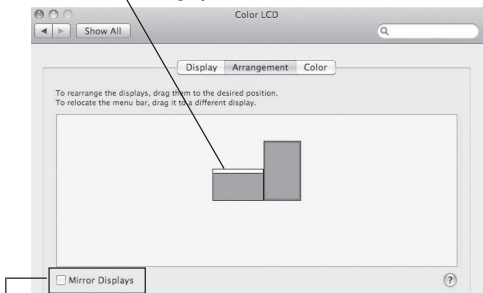 Color LCD
Show All
Display Arrangement Color
To rearrange the displays, drag them to the desired position.
To relocate the menu bar, drag it to a different display.
Mirror Displays
?